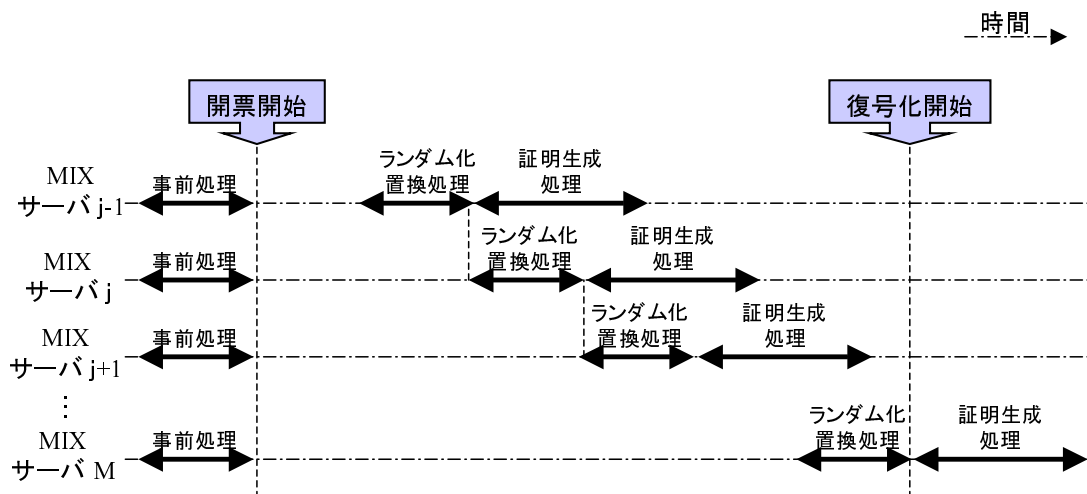 時間
開票開始
復号化開始
MIX
サーバ j-1
事前処理
ランダム化
置換処理
証明生成
処理
MIX
サーバ j
事前処理
ランダム化
置換処理
証明生成
処理
MIX
サーバ j+1
事前処理
ランダム化
置換処理
証明生成
処理
⋮
MIX
サーバ M
事前処理
ランダム化
置換処理
証明生成
処理